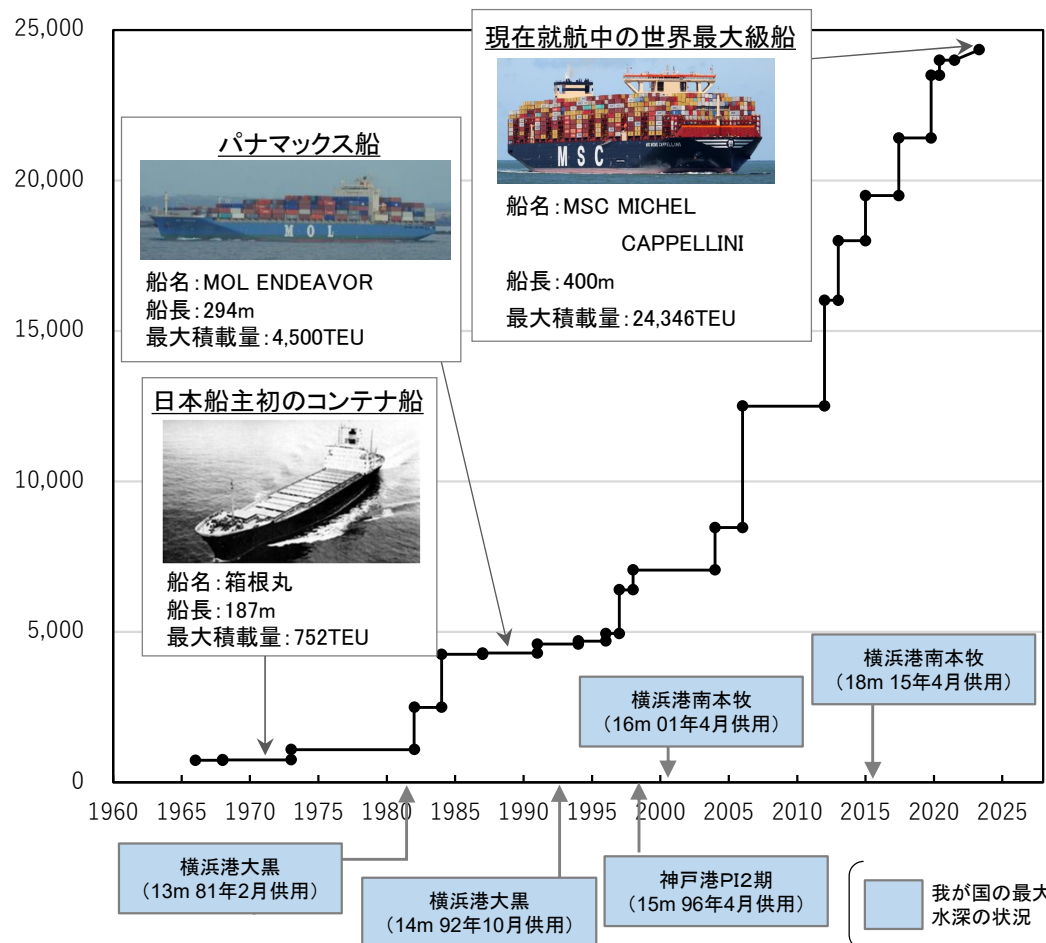 25,000
20,000
15,000
10,000
5,000
0
1960 1965 1970 1975 1980 1985 1990 1995 2000 2005 2010 2015 2020 2025
現在就航中の世界最大級船
MSC
船名：MSC MICHEL
CAPPELLINI
船長：400m
最大積載量：24,346TEU
パナマックス船
MOL
船名：MOL ENDEAVOR
船長：294m
最大積載量：4,500TEU
日本船主初のコンテナ船
船名：箱根丸
船長：187m
最大積載量：752TEU
横浜港南本牧
（18m 15年4月供用）
横浜港南本牧
（16m 01年4月供用）
横浜港大黒
（13m 81年2月供用）
横浜港大黒
（14m 92年10月供用）
神戸港PI2期
（15m 96年4月供用）
我が国の最大
水深の状況